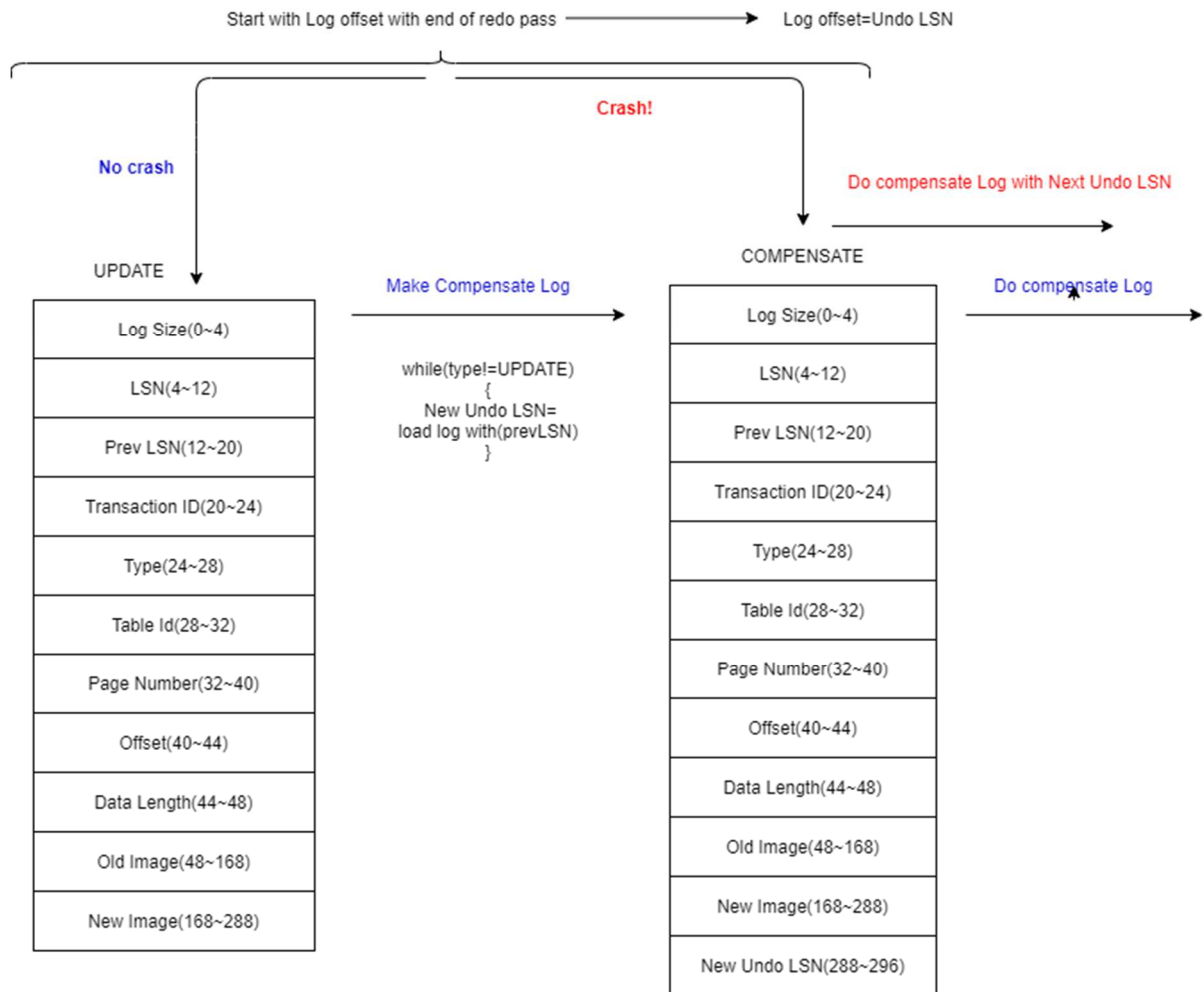 Start with Log offset with end of redo pass
Log offset=Undo LSN
Crash!
No crash
Do compensate Log with Next Undo LSN
UPDATE
COMPENSATE
Make Compensate Log
Do compensate Log
Log Size(0~4)
LSN(4~12)
Prev LSN(12~20)
Transaction ID(20~24)
Type(24~28)
Table Id(28~32)
Page Number(32~40)
Offset(40~44)
Data Length(44~48)
Old Image(48~168)
New Image(168~288)
while(type!=UPDATE)
{
New Undo LSN=
load log with(prevLSN)
}
Log Size(0~4)
LSN(4~12)
Prev LSN(12~20)
Transaction ID(20~24)
Type(24~28)
Table Id(28~32)
Page Number(32~40)
Offset(40~44)
Data Length(44~48)
Old Image(48~168)
New Image(168~288)
New Undo LSN(288~296)